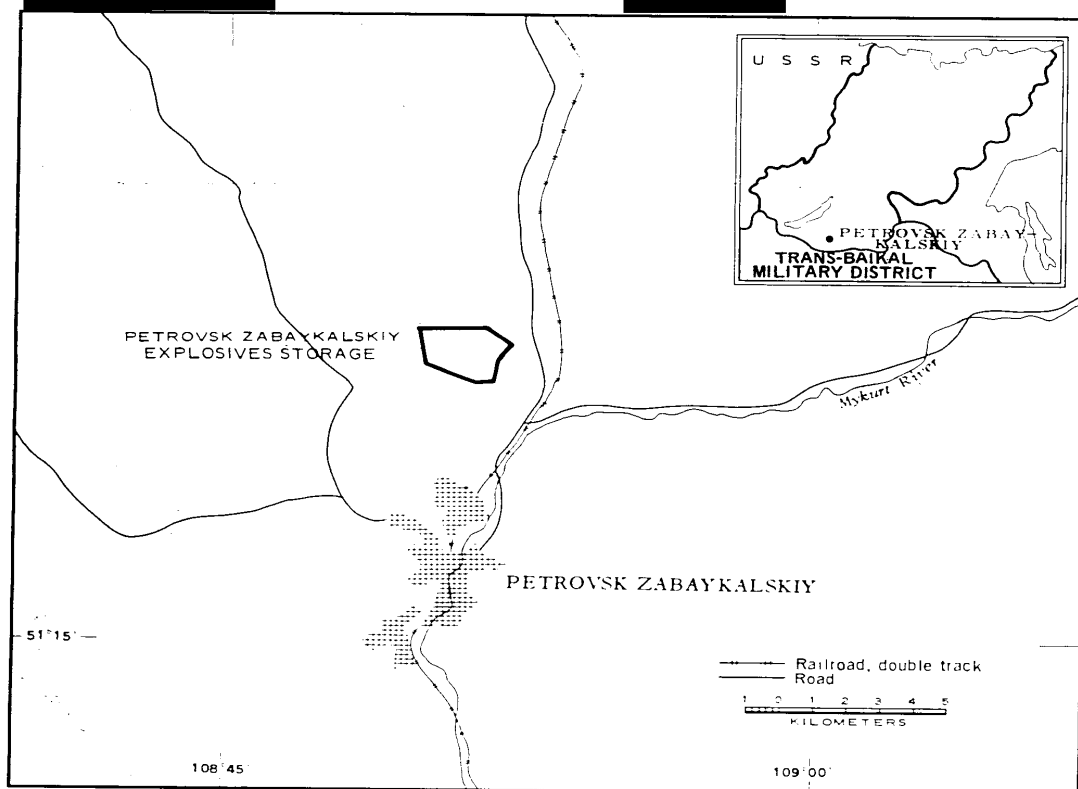 USSR
PETROVSK ZABAY-
KALSKIY
TRANS-BAIKAL
MILITARY DISTRICT
PETROVSK ZABAYKALSKIY
EXPLOSIVES STORAGE
Mykurt River
PETROVSK ZABAYKALSKIY
51°15'
Railroad, double track
Road
1 0 1 2 3 4 5
KILOMETERS
108°45'
109°00'